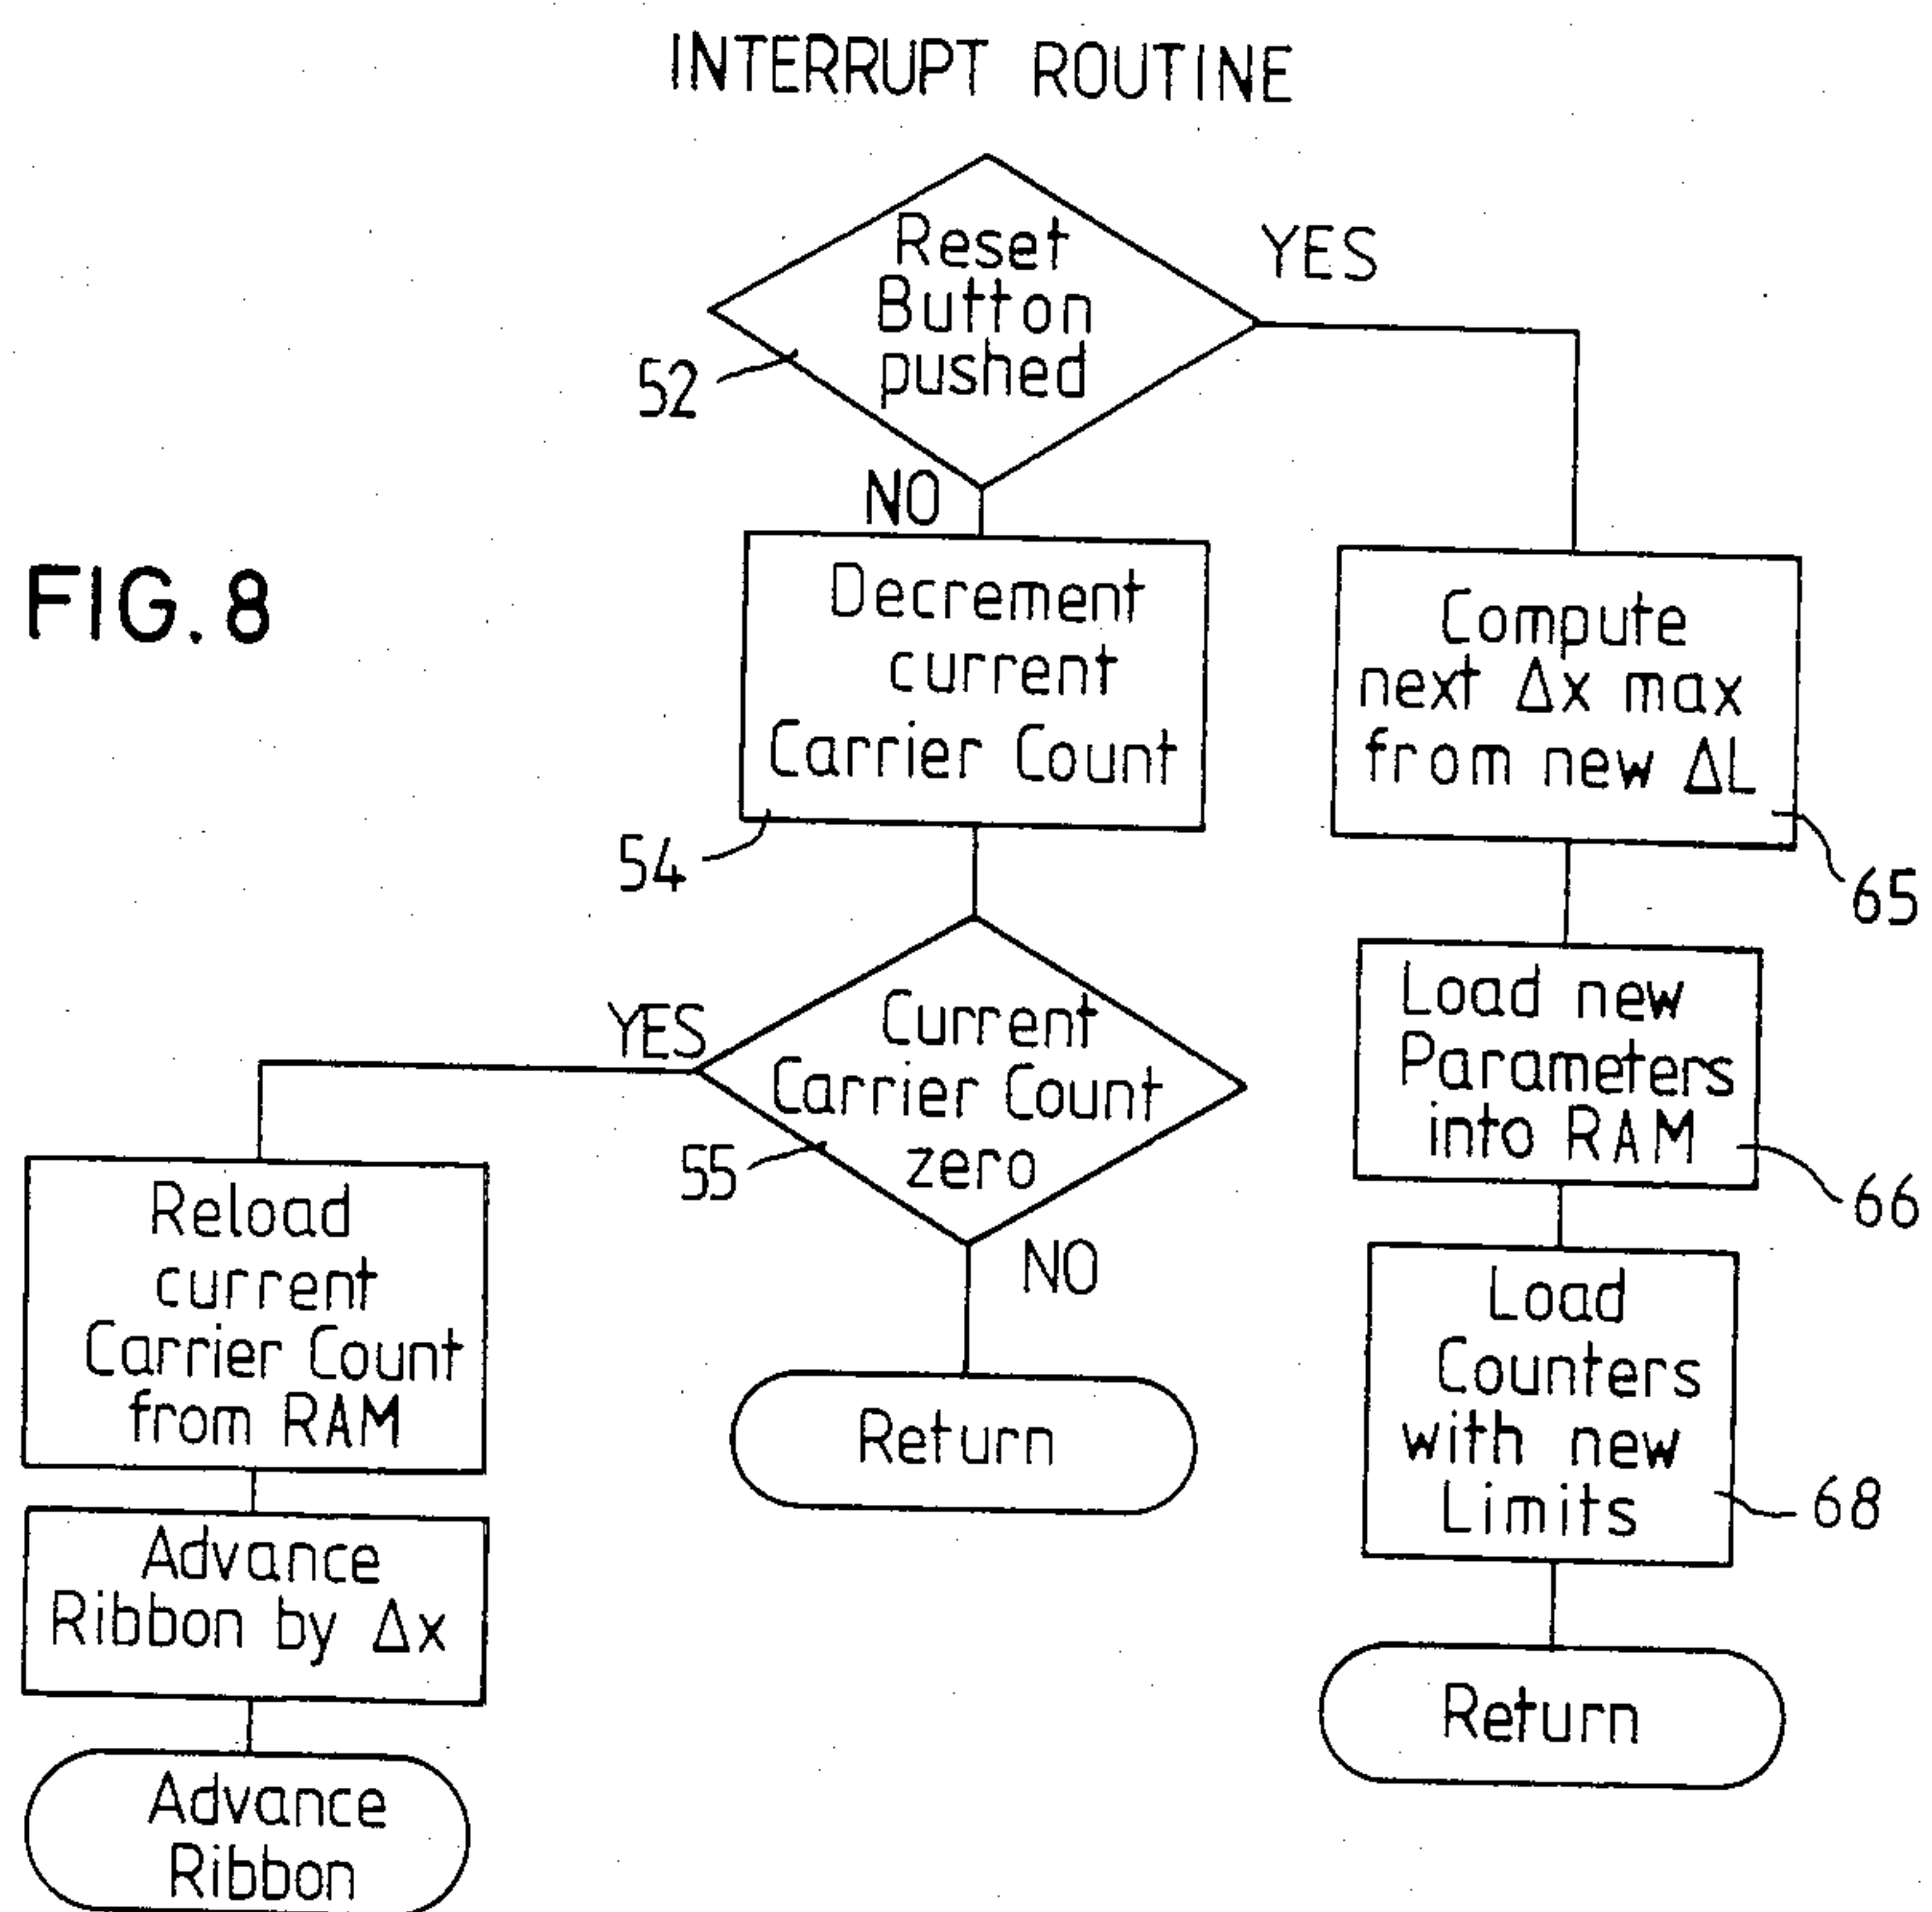 INTERRUPT ROUTINE
Reset
Button
pushed
YES
52
NO
FIG. 8
Decrement
current
Carrier Count
54
Compute
next Δx max
from new ΔL
65
Current
Carrier Count
zero
YES
55
NO
Load new
Parameters
into RAM
66
Reload
current
Carrier Count
from RAM
Return
Load
Counters
with new
Limits
68
Advance
Ribbon by Δx
Return
Advance
Ribbon